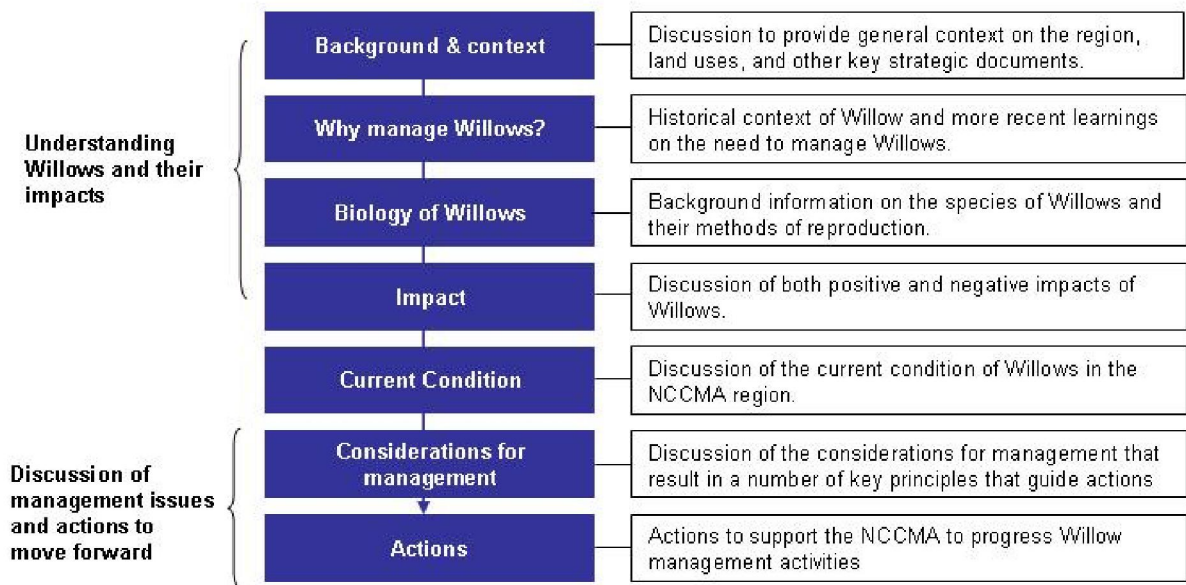 Background & context
Discussion to provide general context on the region,
land uses, and other key strategic documents.
Understanding
Willows and their
impacts
Why manage Willows?
Historical context of Willow and more recent learnings
on the need to manage Willows.
Biology of Willows
Background information on the species of Willows and
their methods of reproduction.
Impact
Discussion of both positive and negative impacts of
Willows.
Current Condition
Discussion of the current condition of Willows in the
NCCMA region.
Discussion of
management issues
and actions to
move forward
Considerations for
management
Discussion of the considerations for management that
result in a number of key principles that guide actions
Actions
Actions to support the NCCMA to progress Willow
management activities